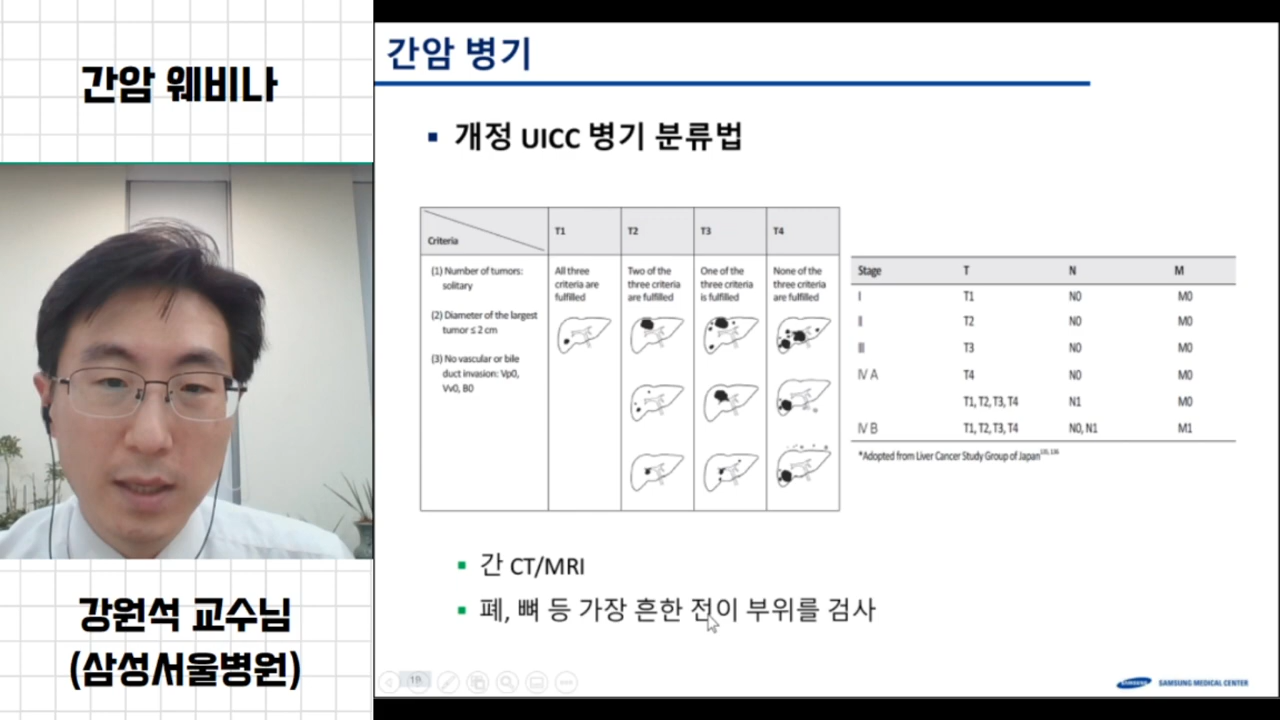 간암 웨비나
강원석 교수님
(삼성서울병원)
간암 병기
▪ 개정 UICC 병기 분류법
Criteria
T1
T2
T3
T4
(1) Number of tumors:
solitary
(2) Diameter of the largest
tumor ≤ 2 cm
(3) No vascular or bile
duct invasion: Vp0,
Vv0, B0
All three
criteria are
fulfilled
Two of the
three criteria
are fulfilled
One of the
three criteria
is fulfilled
None of the
three criteria
are fulfilled
Stage T N M
I T1 N0 M0
II T2 N0 M0
III T3 N0 M0
IV A T4 N0 M0
T1, T2, T3, T4 N1 M0
IV B T1, T2, T3, T4 N0, N1 M1
*Adopted from Liver Cancer Study Group of Japan
▪ 간 CT/MRI
▪ 폐, 뼈 등 가장 흔한 전이 부위를 검사
19
SAMSUNG SAMSUNG MEDICAL CENTER